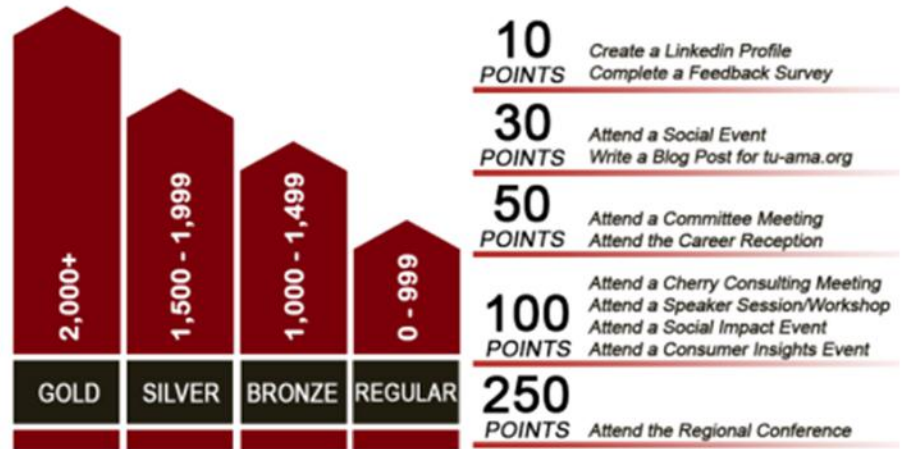 2,000+
1,500 - 1,999
1,000 - 1,499
0 - 999
GOLD
SILVER
BRONZE
REGULAR
10
POINTS
Create a Linkedin Profile
Complete a Feedback Survey
30
POINTS
Attend a Social Event
Write a Blog Post for tu-ama.org
50
POINTS
Attend a Committee Meeting
Attend the Career Reception
100
POINTS
Attend a Cherry Consulting Meeting
Attend a Speaker Session/Workshop
Attend a Social Impact Event
Attend a Consumer Insights Event
250
POINTS
Attend the Regional Conference